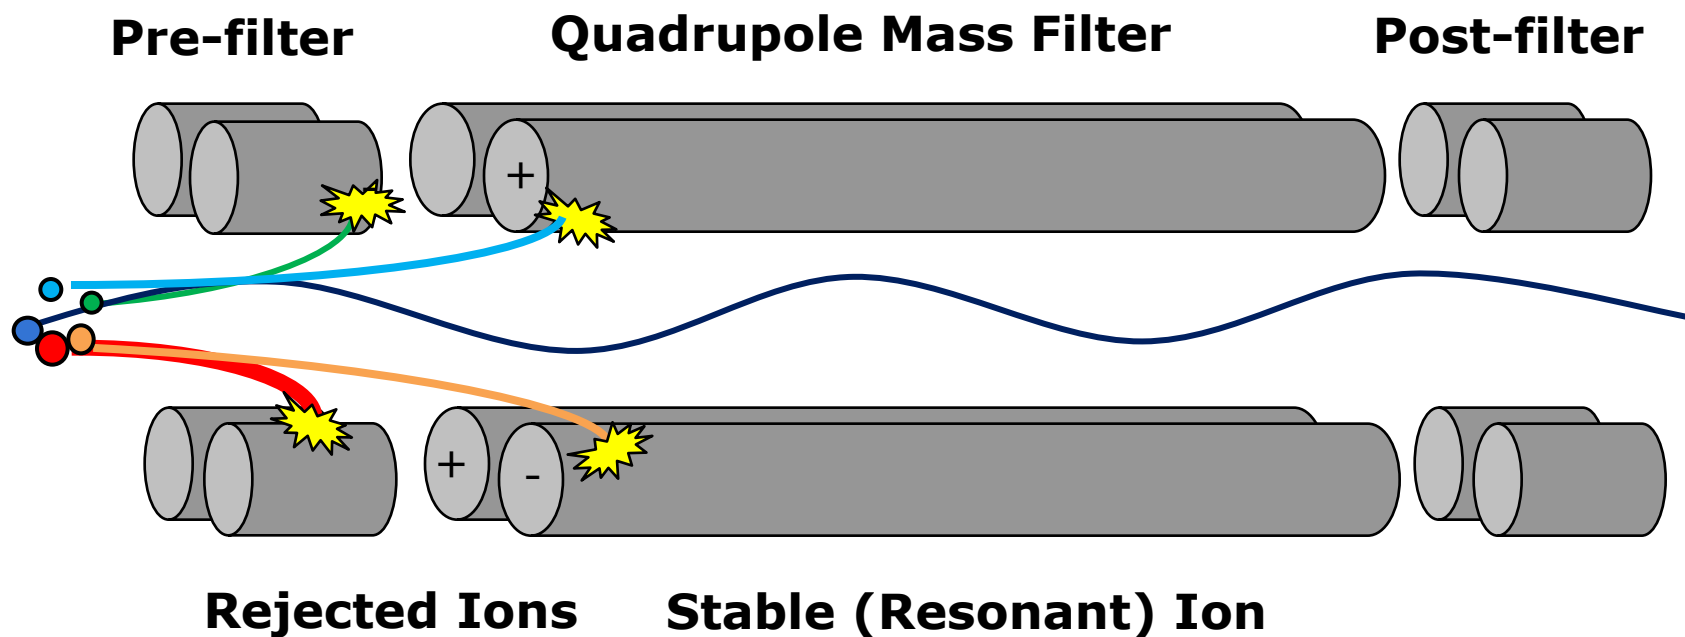 Pre-filter
Quadrupole Mass Filter
Post-filter
+
+
-
Rejected Ions
Stable (Resonant) Ion